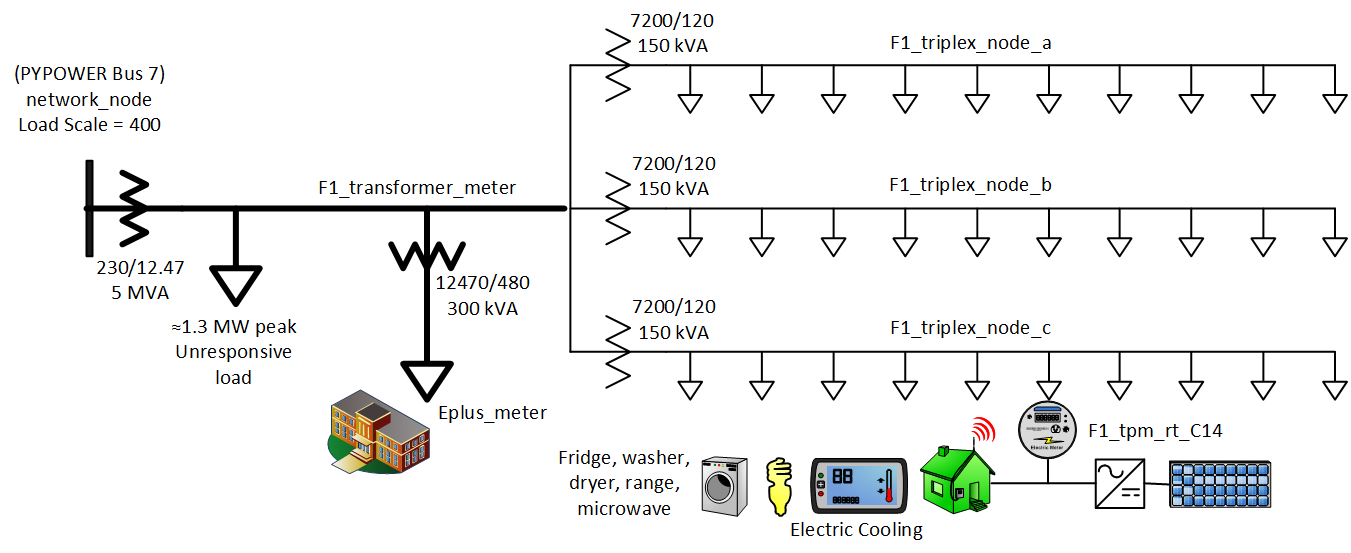 (PYPOWER Bus 7)
network_node
Load Scale = 400
230/12.47
5 MVA
≈1.3 MW peak
Unresponsive
load
F1_transformer_meter
12470/480
300 kVA
Eplus_meter
7200/120
150 kVA
F1_triplex_node_a
7200/120
150 kVA
F1_triplex_node_b
7200/120
150 kVA
F1_triplex_node_c
Fridge, washer,
dryer, range,
microwave
Electric Cooling
Electric Meter
F1_tpm_rt_C14